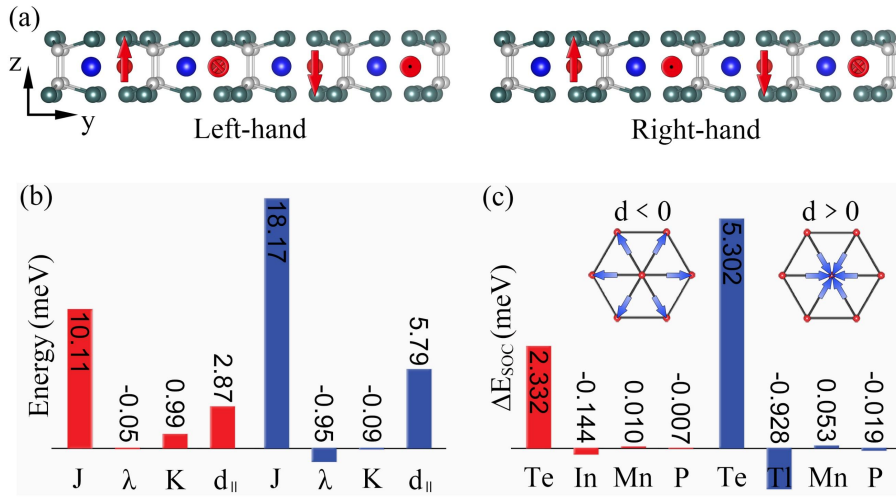 (a)
z
y
Left-hand
Right-hand
(b)
Energy (meV)
10.11
-0.05
0.99
2.87
18.17
-0.95
-0.09
5.79
J λ K d∥ J λ K d∥
(c)
d < 0
d > 0
ΔE_SOC (meV)
2.332
-0.144
0.010
-0.007
5.302
-0.928
0.053
-0.019
Te In Mn P Te Tl Mn P